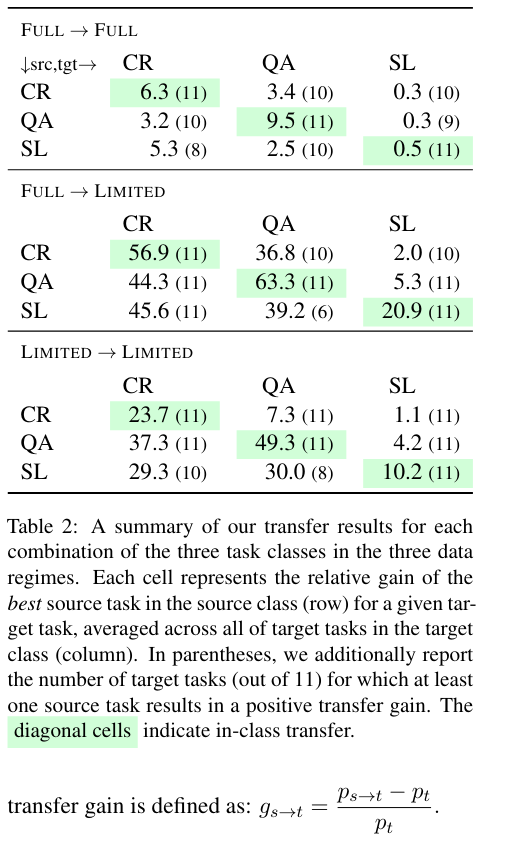 FULL → FULL
↓src,tgt→ CR QA SL
CR 6.3 (11) 3.4 (10) 0.3 (10)
QA 3.2 (10) 9.5 (11) 0.3 (9)
SL 5.3 (8) 2.5 (10) 0.5 (11)
FULL → LIMITED
CR QA SL
CR 56.9 (11) 36.8 (10) 2.0 (10)
QA 44.3 (11) 63.3 (11) 5.3 (11)
SL 45.6 (11) 39.2 (6) 20.9 (11)
LIMITED → LIMITED
CR QA SL
CR 23.7 (11) 7.3 (11) 1.1 (11)
QA 37.3 (11) 49.3 (11) 4.2 (11)
SL 29.3 (10) 30.0 (8) 10.2 (11)
Table 2: A summary of our transfer results for each
combination of the three task classes in the three data
regimes. Each cell represents the relative gain of the
best source task in the source class (row) for a given tar-
get task, averaged across all of target tasks in the target
class (column). In parentheses, we additionally report
the number of target tasks (out of 11) for which at least
one source task results in a positive transfer gain. The
diagonal cells indicate in-class transfer.
transfer gain is defined as: g_{s→t} = \frac{p_{s→t} − p_t}{p_t}.